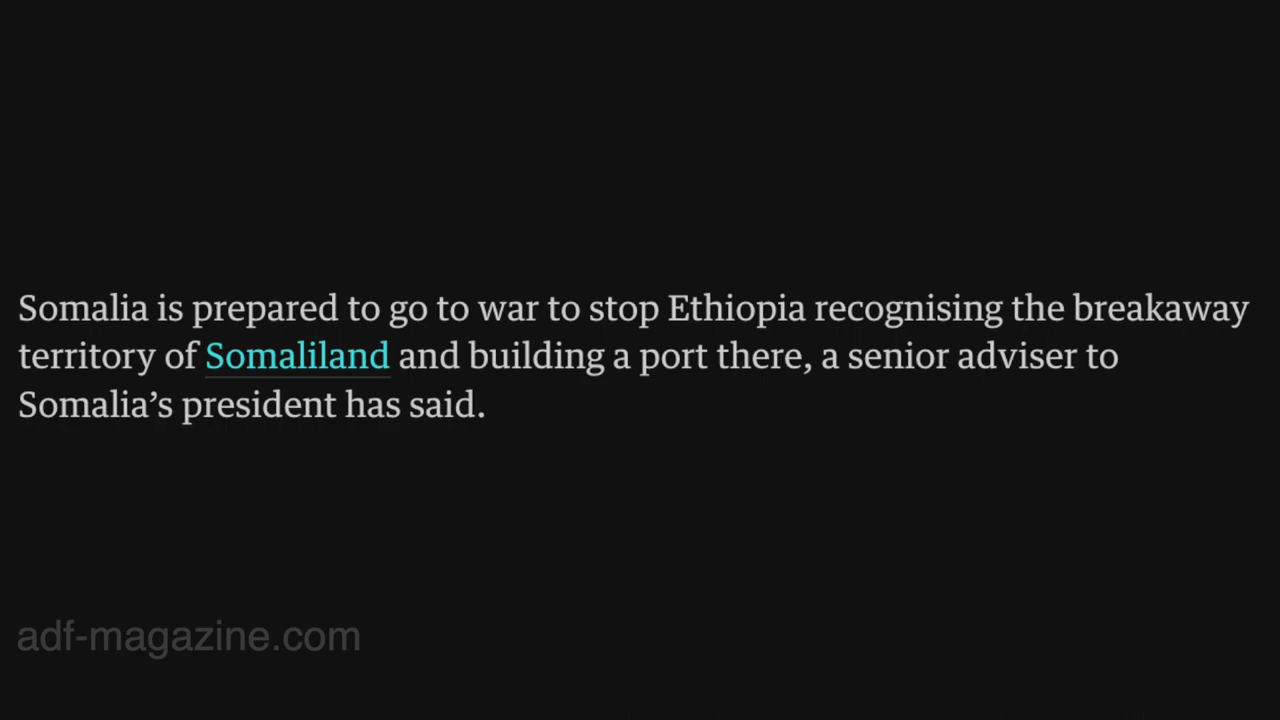 Somalia is prepared to go to war to stop Ethiopia recognising the breakaway
territory of Somaliland and building a port there, a senior adviser to
Somalia’s president has said.
adf-magazine.com